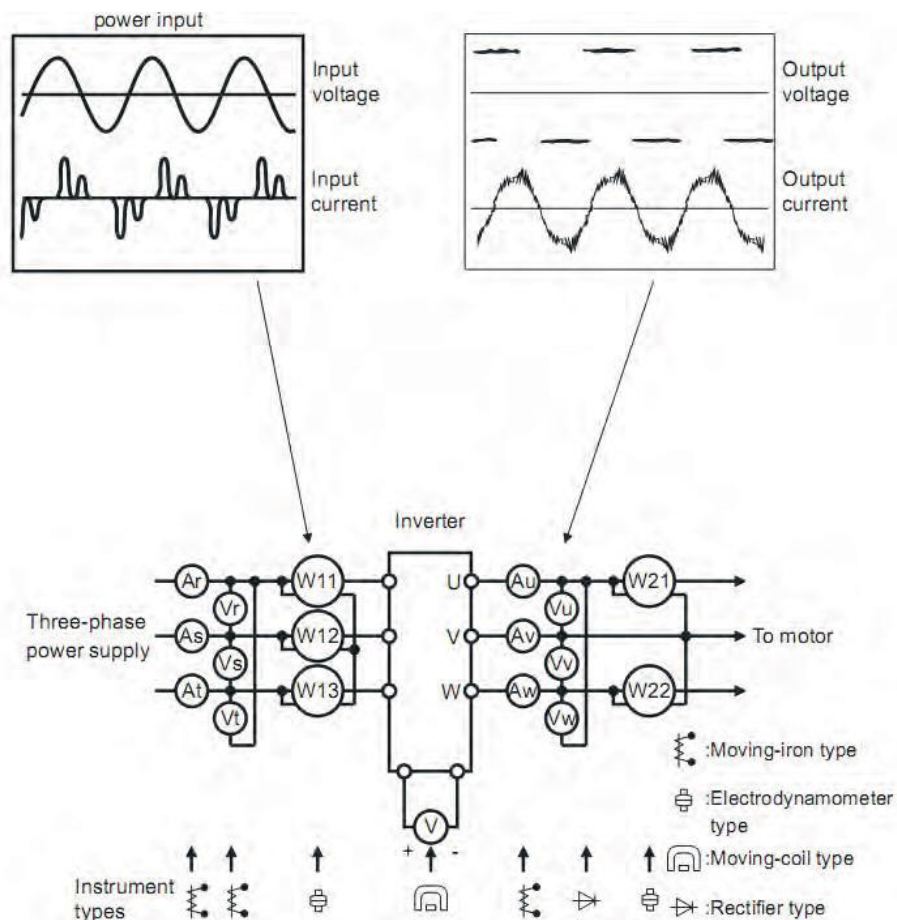 power input
Input
voltage
Input
current
Output
voltage
Output
current
Inverter
Ar
W11
U
Au
W21
Vr
Vu
Three-phase
power supply
As
W12
V
Av
To motor
Vs
Vv
At
W13
W
Aw
W22
Vt
Vw
:Moving-iron type
:Electrodynamometer
type
V
+ -
:Moving-coil type
Instrument
types
:Rectifier type